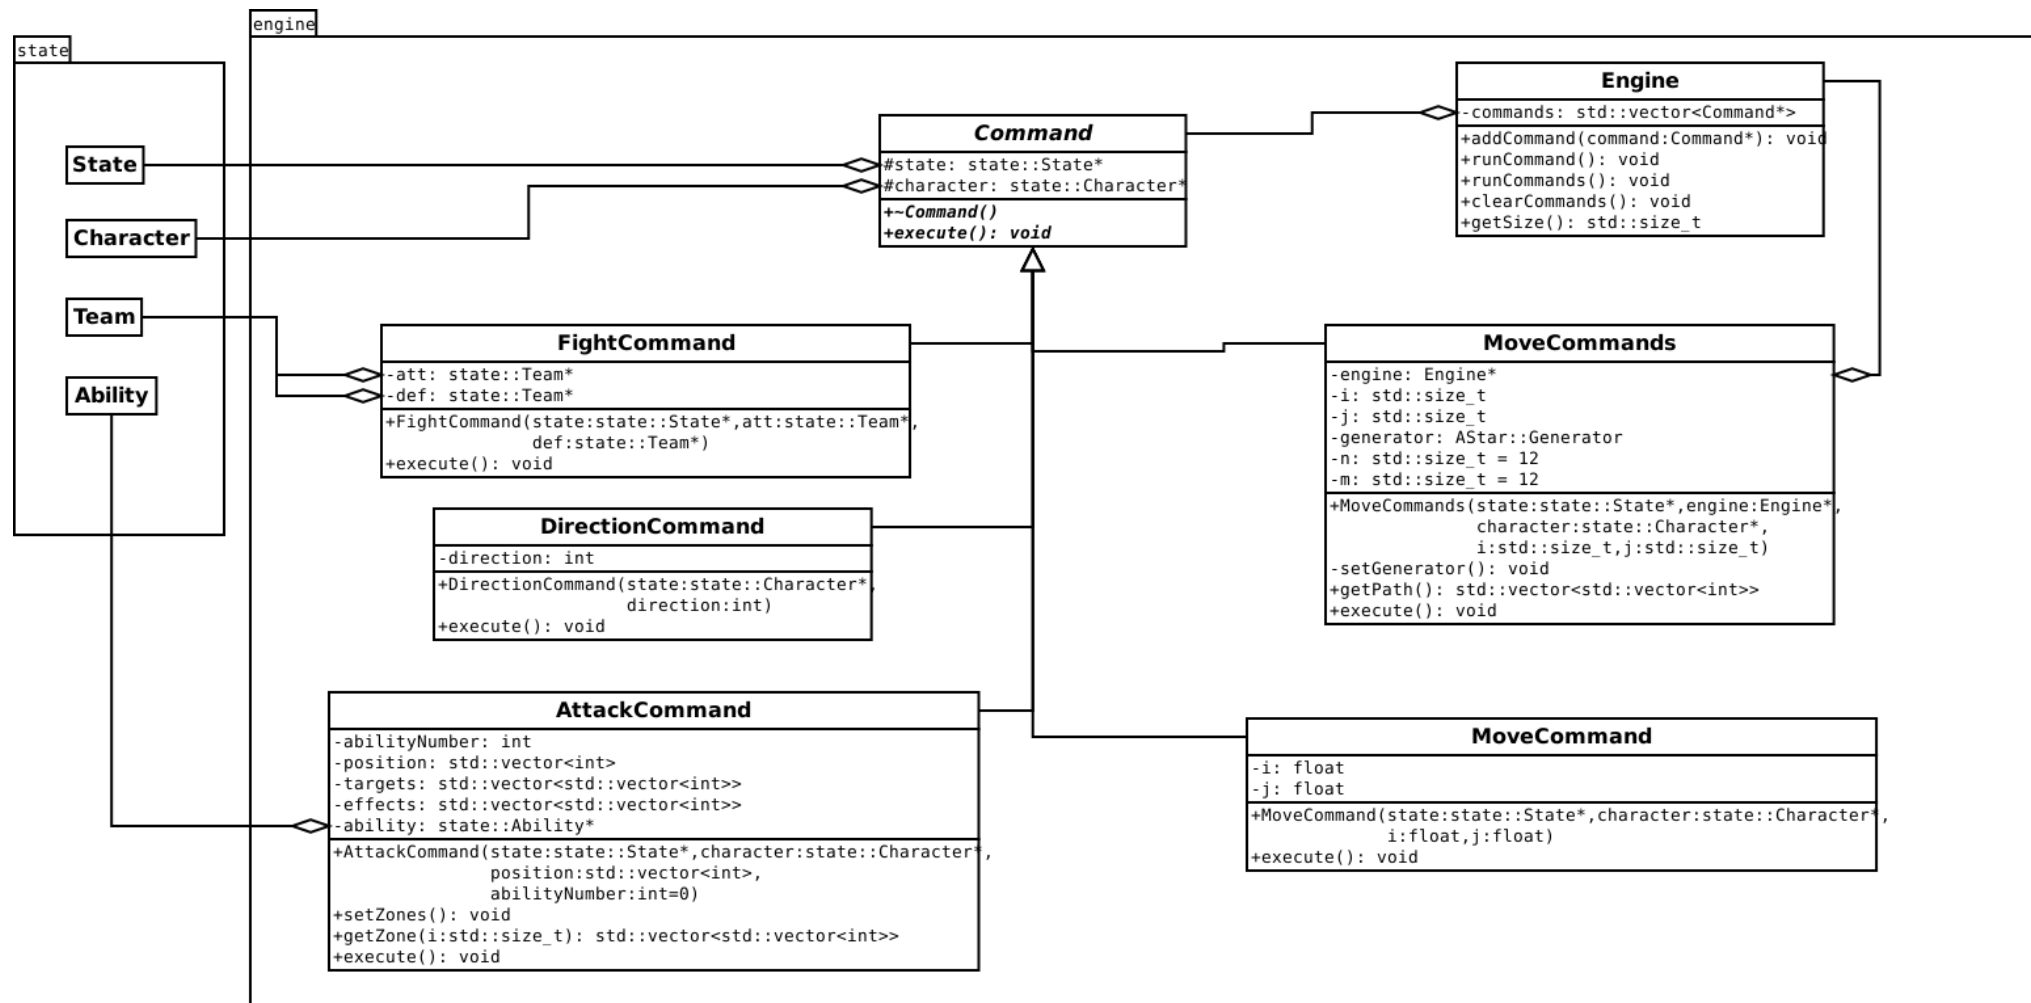 engine
state
State
Character
Team
Ability
Command
#state: state::State*
#character: state::Character*
+~Command()
+execute(): void
Engine
-commands: std::vector<Command*>
+addCommand(command:Command*): void
+runCommand(): void
+runCommands(): void
+clearCommands(): void
+getSize(): std::size_t
FightCommand
-att: state::Team*
-def: state::Team*
+FightCommand(state:state::State*,att:state::Team*,
def:state::Team*)
+execute(): void
MoveCommands
-engine: Engine*
-i: std::size_t
-j: std::size_t
-generator: AStar::Generator
-n: std::size_t = 12
-m: std::size_t = 12
+MoveCommands(state:state::State*,engine:Engine*,
character:state::Character*,
i:std::size_t,j:std::size_t)
-setGenerator(): void
+getPath(): std::vector<std::vector<int>>
+execute(): void
DirectionCommand
-direction: int
+DirectionCommand(state:state::Character*,
direction:int)
+execute(): void
AttackCommand
-abilityNumber: int
-position: std::vector<int>
-targets: std::vector<std::vector<int>>
-effects: std::vector<std::vector<int>>
-ability: state::Ability*
+AttackCommand(state:state::State*,character:state::Character*,
position:std::vector<int>,
abilityNumber:int=0)
+setZones(): void
+getZone(i:std::size_t): std::vector<std::vector<int>>
+execute(): void
MoveCommand
-i: float
-j: float
+MoveCommand(state:state::State*,character:state::Character*,
i:float,j:float)
+execute(): void